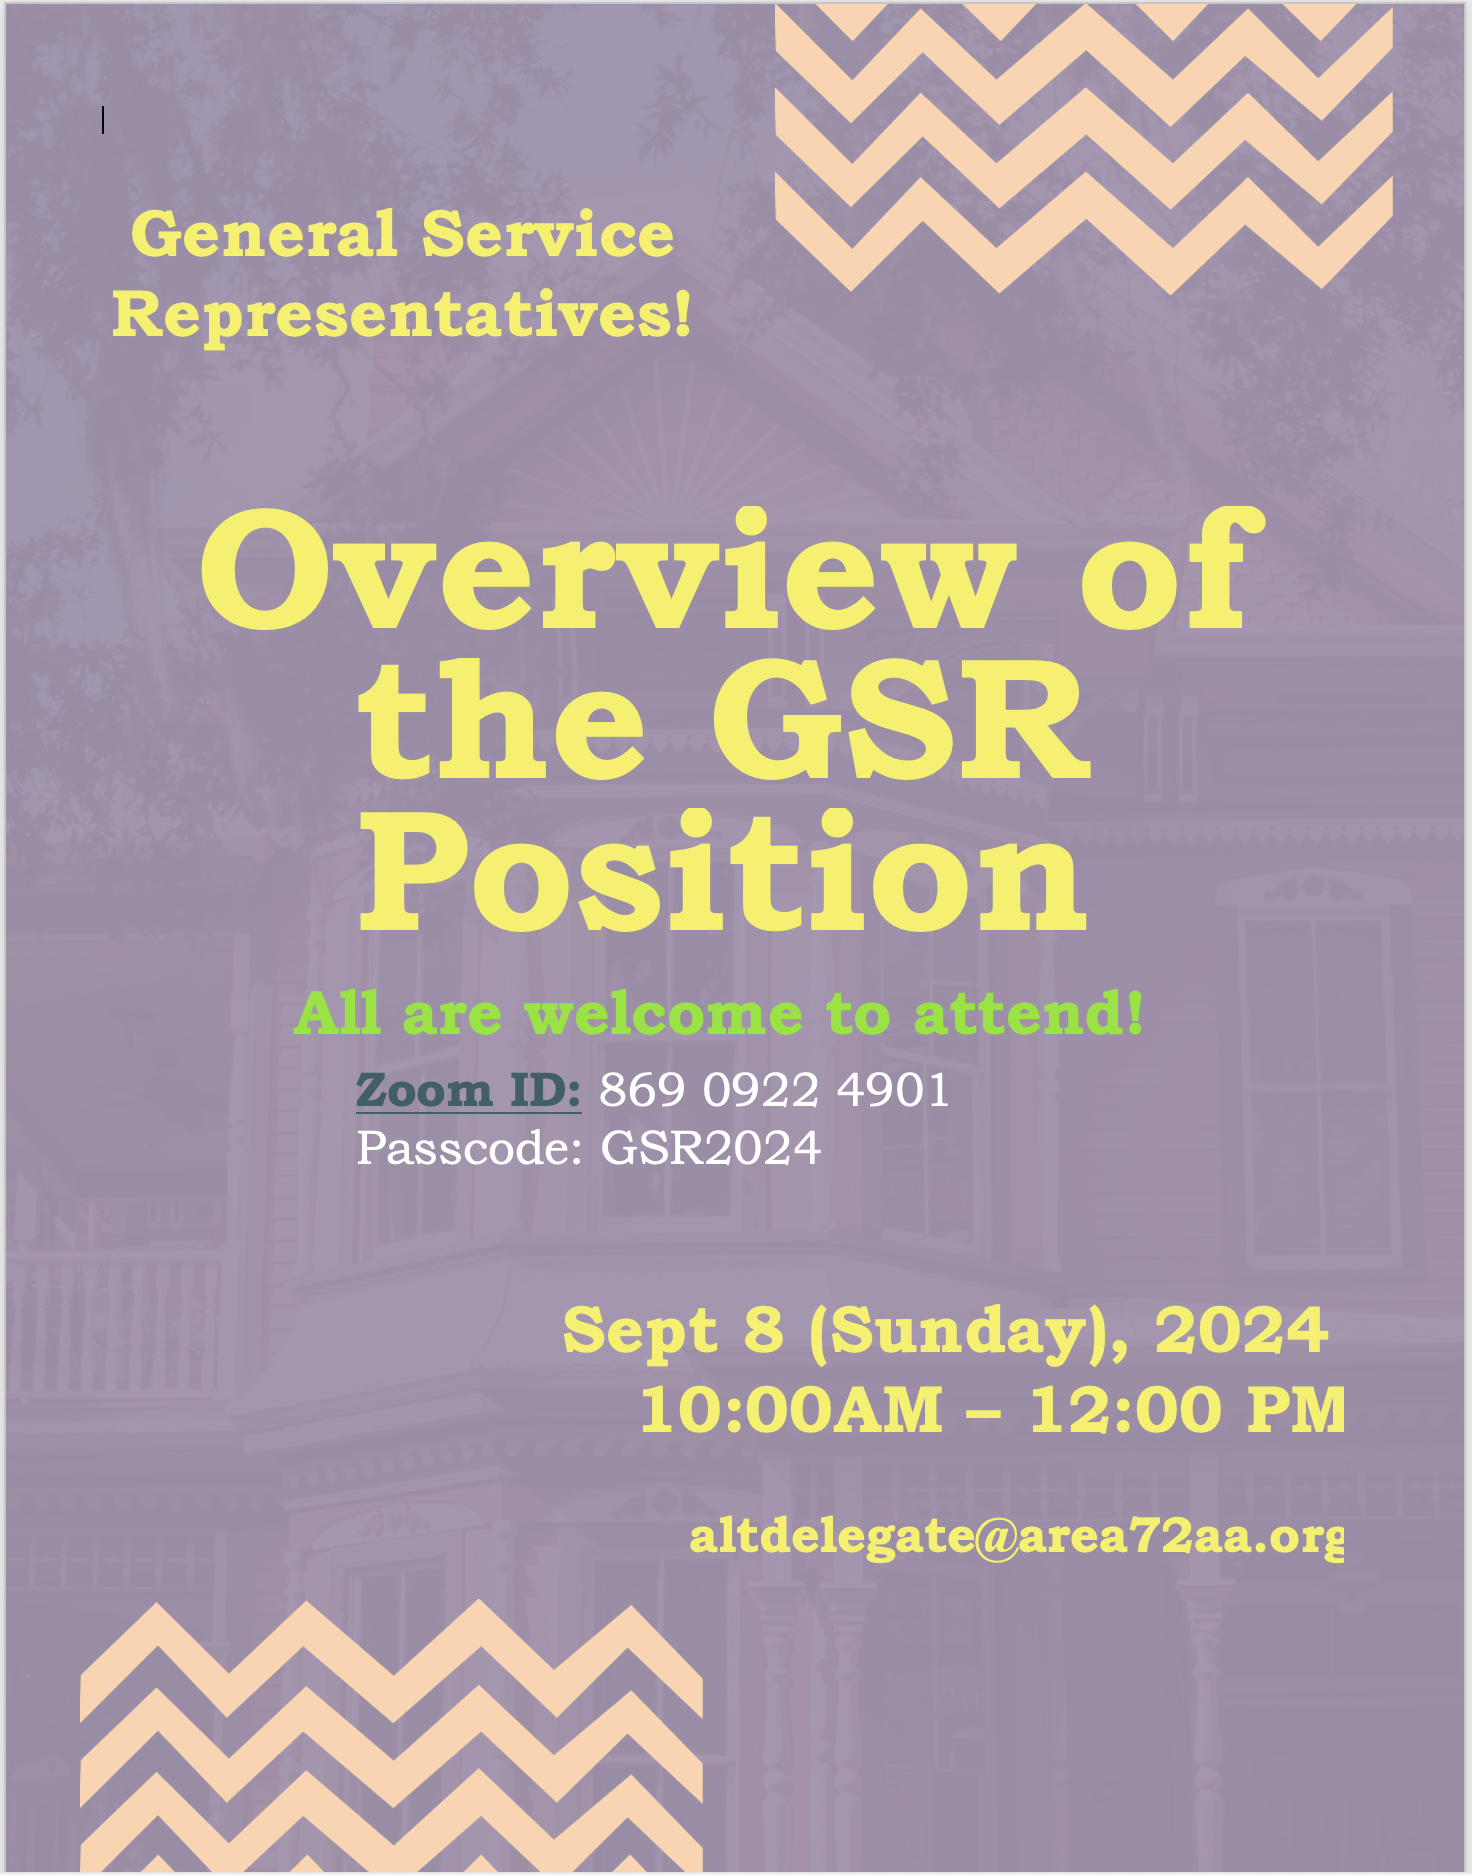 General Service
Representatives!
Overview of
the GSR
Position
All are welcome to attend!
Zoom ID: 869 0922 4901
Passcode: GSR2024
Sept 8 (Sunday), 2024
10:00AM – 12:00 PM
altdelegate@area72aa.org